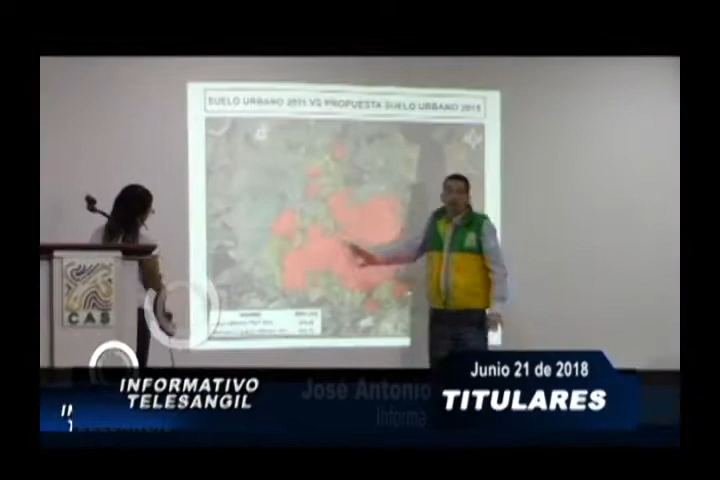 SUELO URBANO 2011 VS PROPUESTA SUELO URBANO 2015
CAS
Junio 21 de 2018
INFORMATIVO
TELESANGIL
TITULARES
José Antonio
Informa